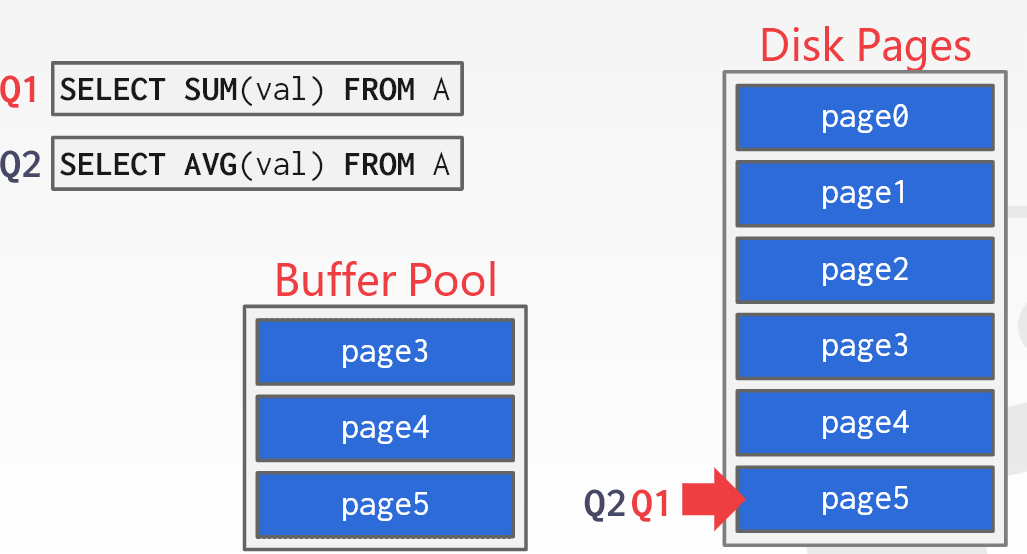 Disk Pages
Q1 SELECT SUM(val) FROM A
Q2 SELECT AVG(val) FROM A
page0
page1
page2
page3
page4
page5
Buffer Pool
page3
page4
page5
Q2 Q1